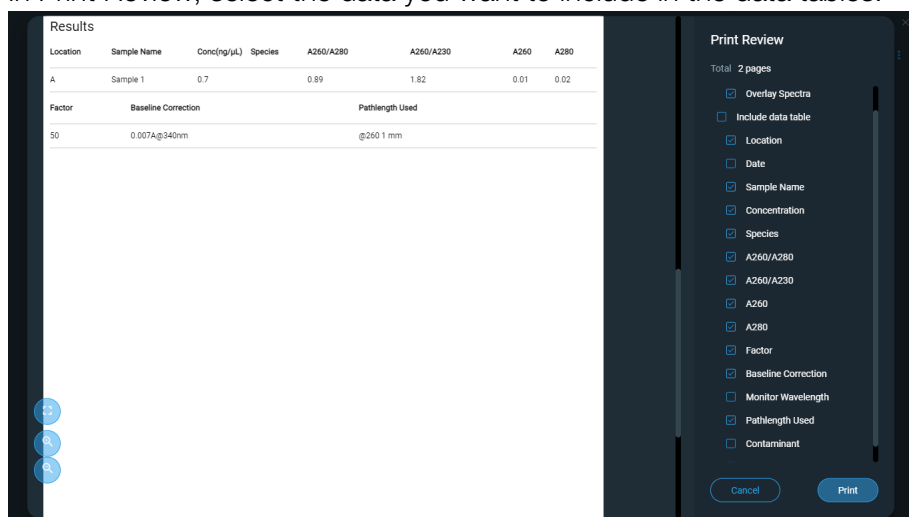 in Print Review, select the data you want to include in the data tables.
Results
Location Sample Name Conc(ng/µL) Species A260/A280 A260/A230 A260 A280
A Sample 1 0.7 0.89 1.82 0.01 0.02
Factor Baseline Correction Pathlength Used
50 0.007A@340nm @260 1 mm
Print Review
Total 2 pages
Overlay Spectra
Include data table
Location
Date
Sample Name
Concentration
Species
A260/A280
A260/A230
A260
A280
Factor
Baseline Correction
Monitor Wavelength
Pathlength Used
Contaminant
Cancel Print